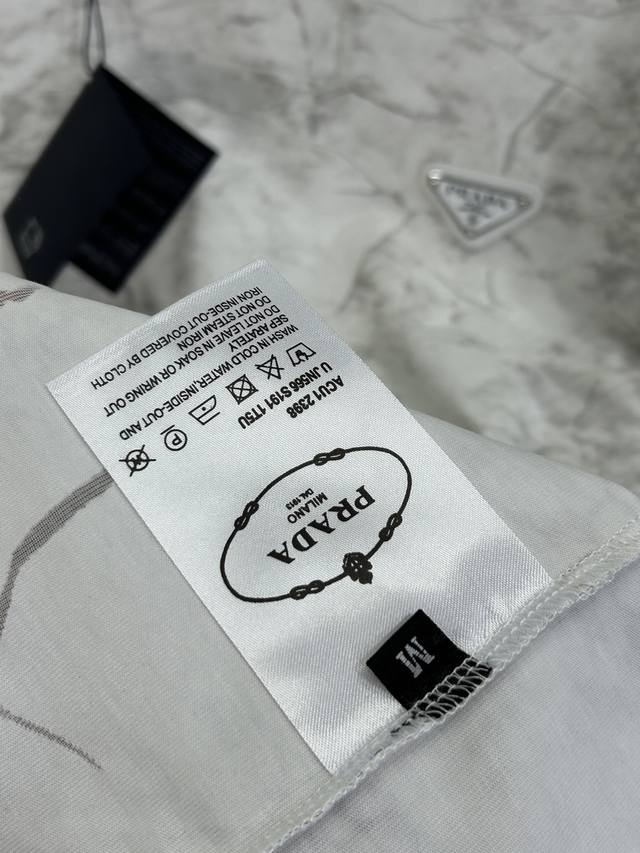 PRADA
MILANO
DAL 1913
ACU1 2398
U JN566 S191 1T5U
WASH IN COLD WATER,INSIDE-OUT AND
SEPARATELY
DO NOT LEAVE IN SOAK OR WRING OUT
DO NOT STEAM IRON
IRON INSIDE-OUT COVERED BY CLOTH
M
PRADA